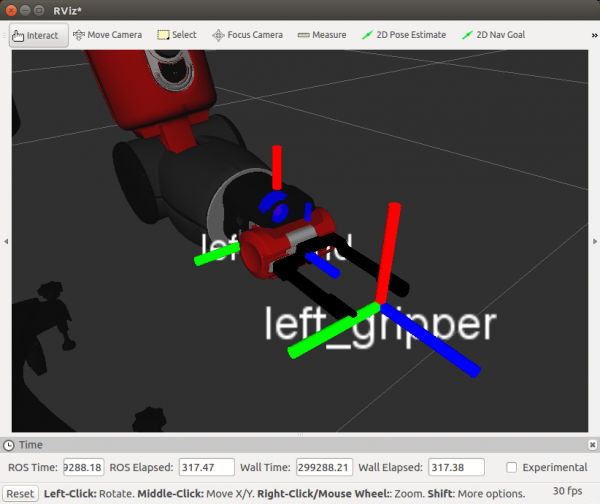 RViz*
Interact Move Camera Select Focus Camera Measure 2D Pose Estimate 2D Nav Goal »
left_gripper
Time
ROS Time: 9288.18 ROS Elapsed: 317.47 Wall Time: 299288.21 Wall Elapsed: 317.38 Experimental
Reset Left-Click: Rotate. Middle-Click: Move X/Y. Right-Click/Mouse Wheel:: Zoom. Shift: More options. 30 fps